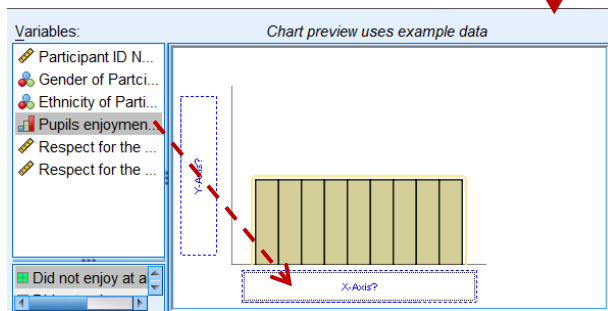 Variables:
Chart preview uses example data
Participant ID N...
Gender of Partci...
Ethnicity of Parti...
Pupils enjoymen...
Respect for the ...
Respect for the ...
Y-Axis?
X-Axis?
Did not enjoy at a